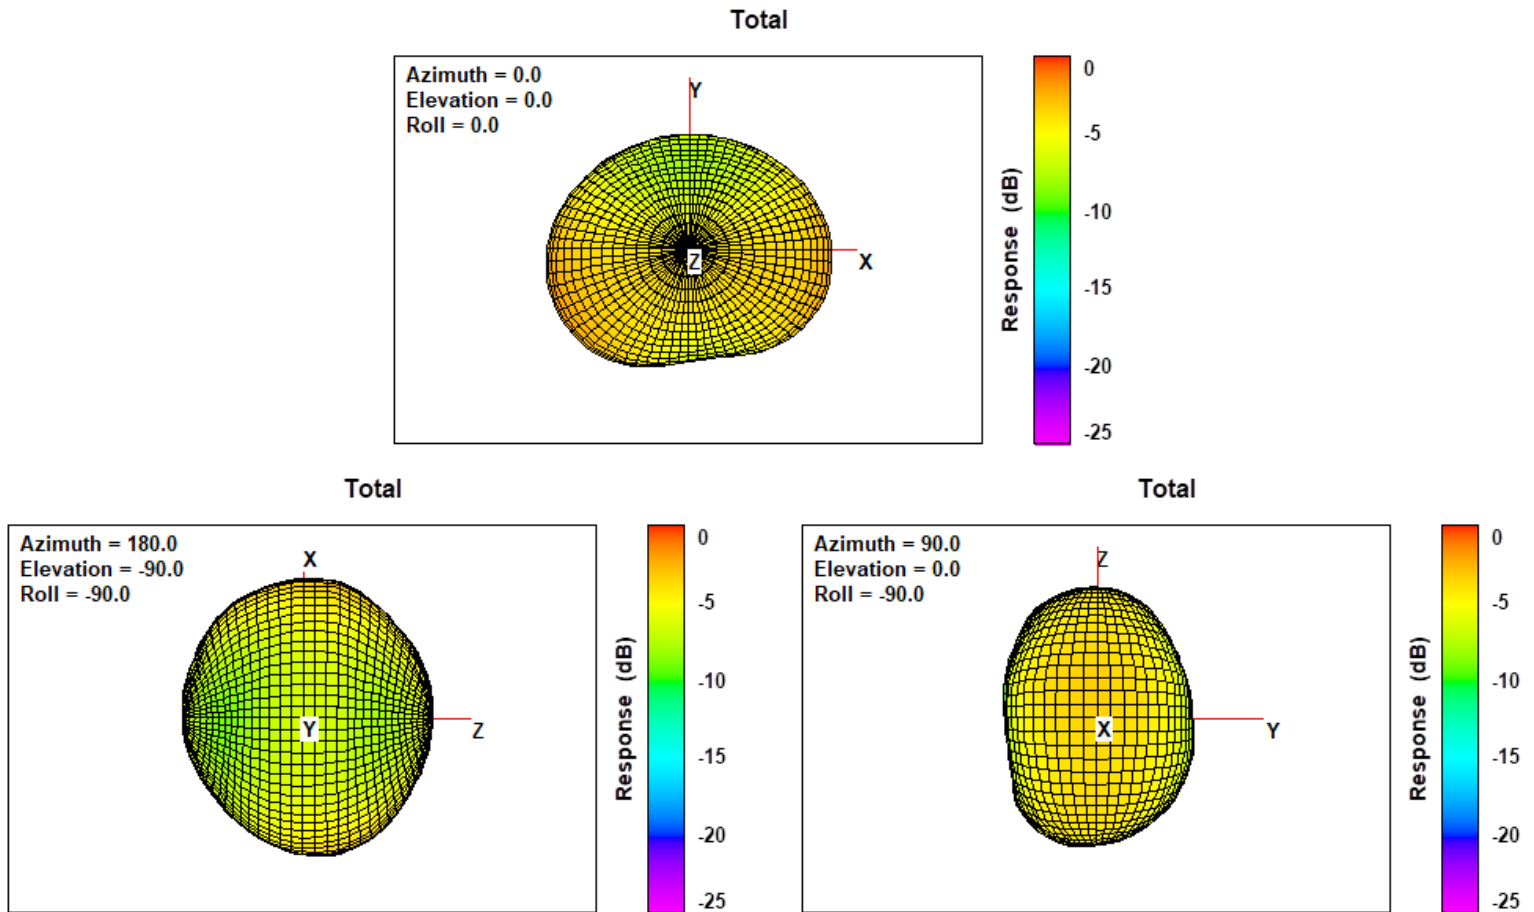 Total
Azimuth = 0.0
Elevation = 0.0
Roll = 0.0
Y
X
Z
0
-5
-10
-15
-20
-25
Response (dB)
Total
Azimuth = 180.0
Elevation = -90.0
Roll = -90.0
X
Y
Z
0
-5
-10
-15
-20
-25
Response (dB)
Total
Azimuth = 90.0
Elevation = 0.0
Roll = -90.0
Z
X
Y
0
-5
-10
-15
-20
-25
Response (dB)